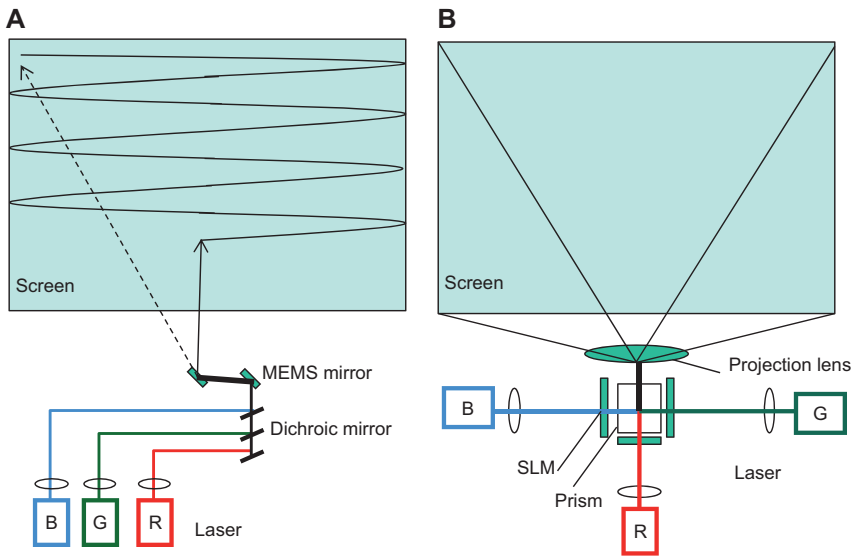 A
Screen
MEMS mirror
Dichroic mirror
B
G
R
Laser
B
Screen
Projection lens
B
G
SLM
Prism
Laser
R